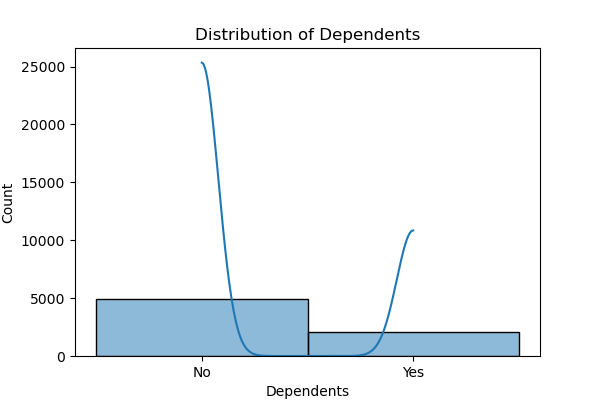 Distribution of Dependents
25000
20000
15000
10000
5000
0
Count
No
Yes
Dependents